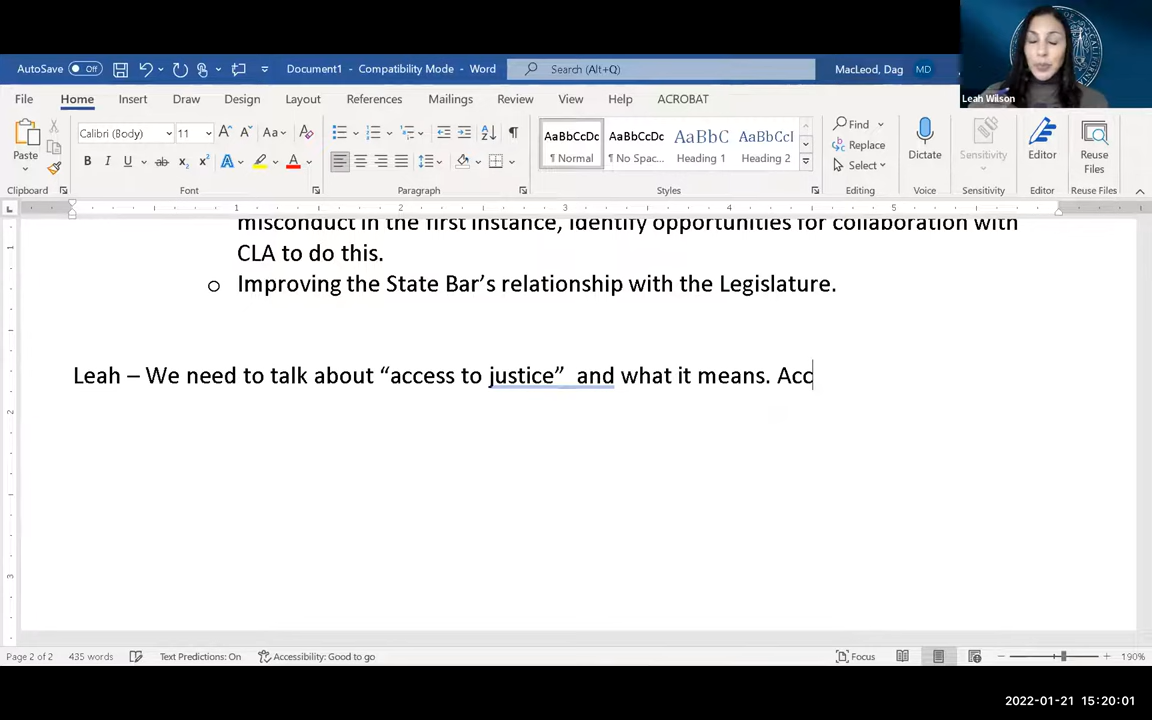 Leah Wilson
AutoSave Off Document1 - Compatibility Mode - Word Search (Alt+Q) MacLeod, Dag MD
File Home Insert Draw Design Layout References Mailings Review View Help ACROBAT
Calibri (Body) 11 AaBbCcDc AaBbCcDc AaBbC AaBbCcI Find
Replace
Select
Paste ¶ Normal ¶ No Spac... Heading 1 Heading 2 Dictate Sensitivity Editor Reuse Files
Clipboard Font Paragraph Styles Editing Voice Sensitivity Editor Reuse Files
1 2 3 4 5
misconduct in the first instance, identify opportunities for collaboration with
CLA to do this.
o Improving the State Bar’s relationship with the Legislature.
Leah – We need to talk about “access to justice”  and what it means. Acc
Page 2 of 2 435 words Text Predictions: On Accessibility: Good to go Focus 190%
2022-01-21 15:20:01